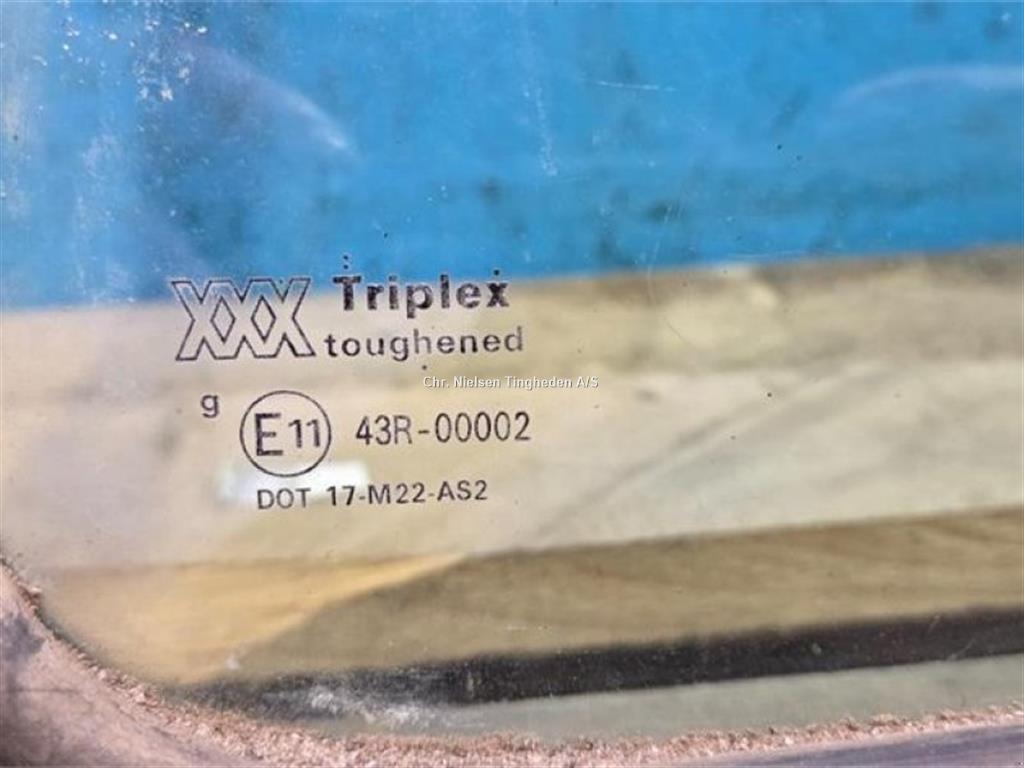 XXX Triplex
toughened
Chr. Nielsen Tingheden A/S
g E11 43R-00002
DOT 17-M22-AS2